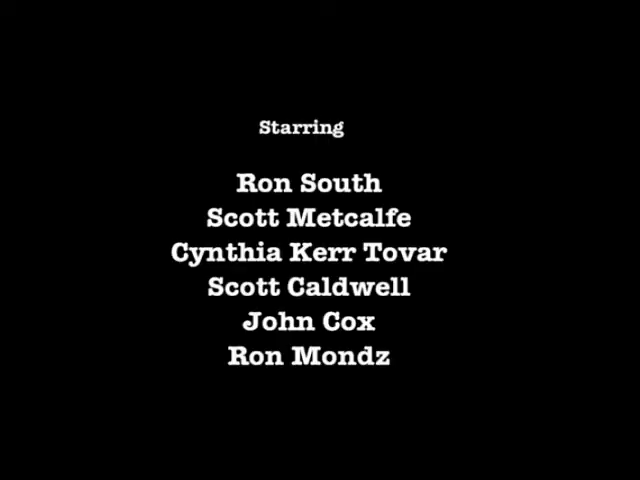 Starring
Ron South
Scott Metcalfe
Cynthia Kerr Tovar
Scott Caldwell
John Cox
Ron Mondz